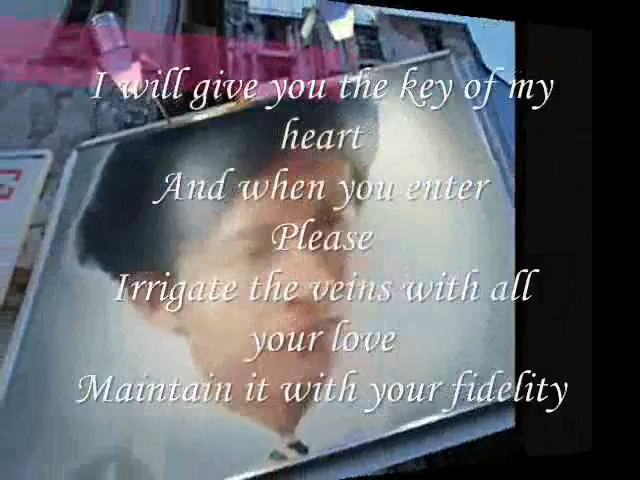 I will give you the key of my
heart
And when you enter
Please
Irrigate the veins with all
your love
Maintain it with your fidelity